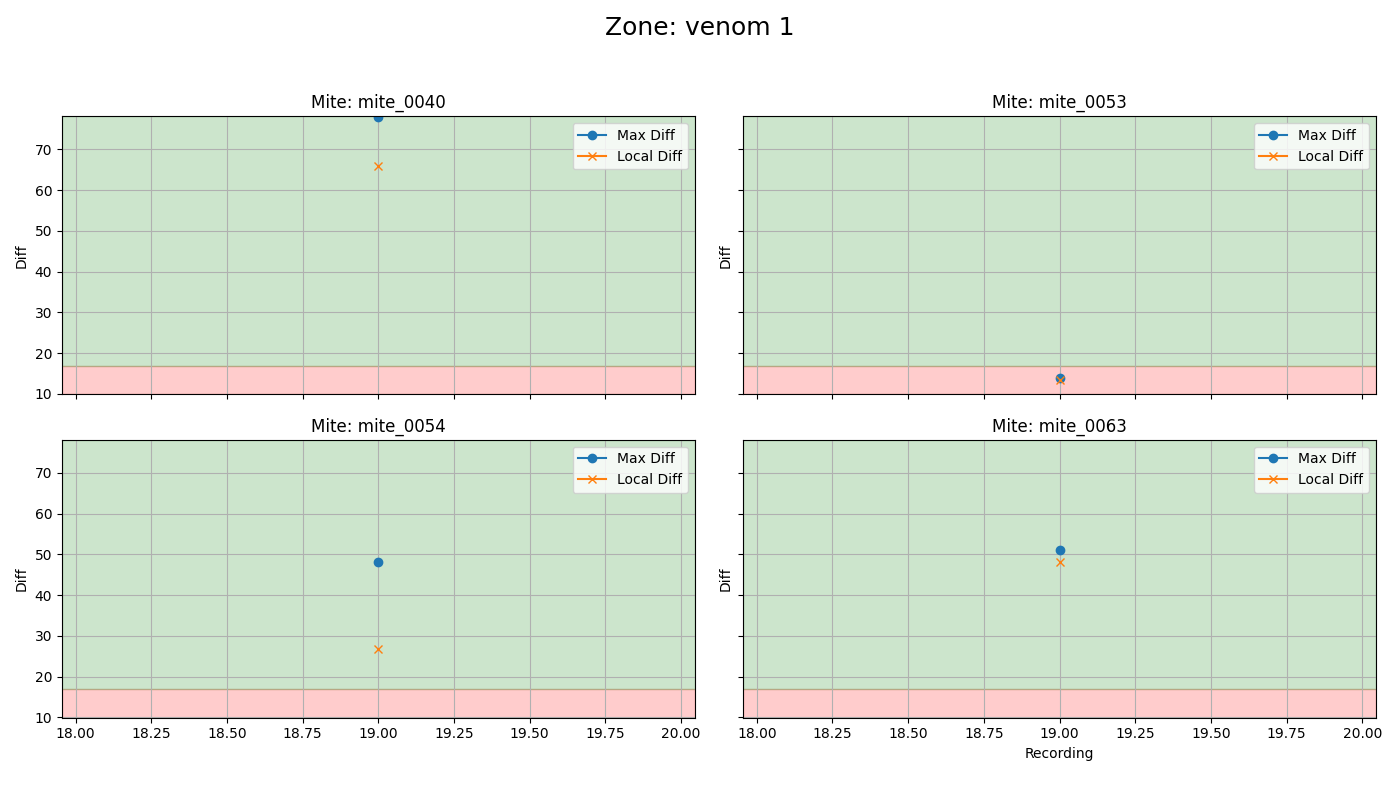 Zone: venom 1
Mite: mite_0040
Diff
70
60
50
40
30
20
10
Max Diff
Local Diff
Mite: mite_0053
Diff
Max Diff
Local Diff
Mite: mite_0054
Diff
70
60
50
40
30
20
10
Max Diff
Local Diff
18.00 18.25 18.50 18.75 19.00 19.25 19.50 19.75 20.00
Mite: mite_0063
Diff
Max Diff
Local Diff
18.00 18.25 18.50 18.75 19.00 19.25 19.50 19.75 20.00
Recording